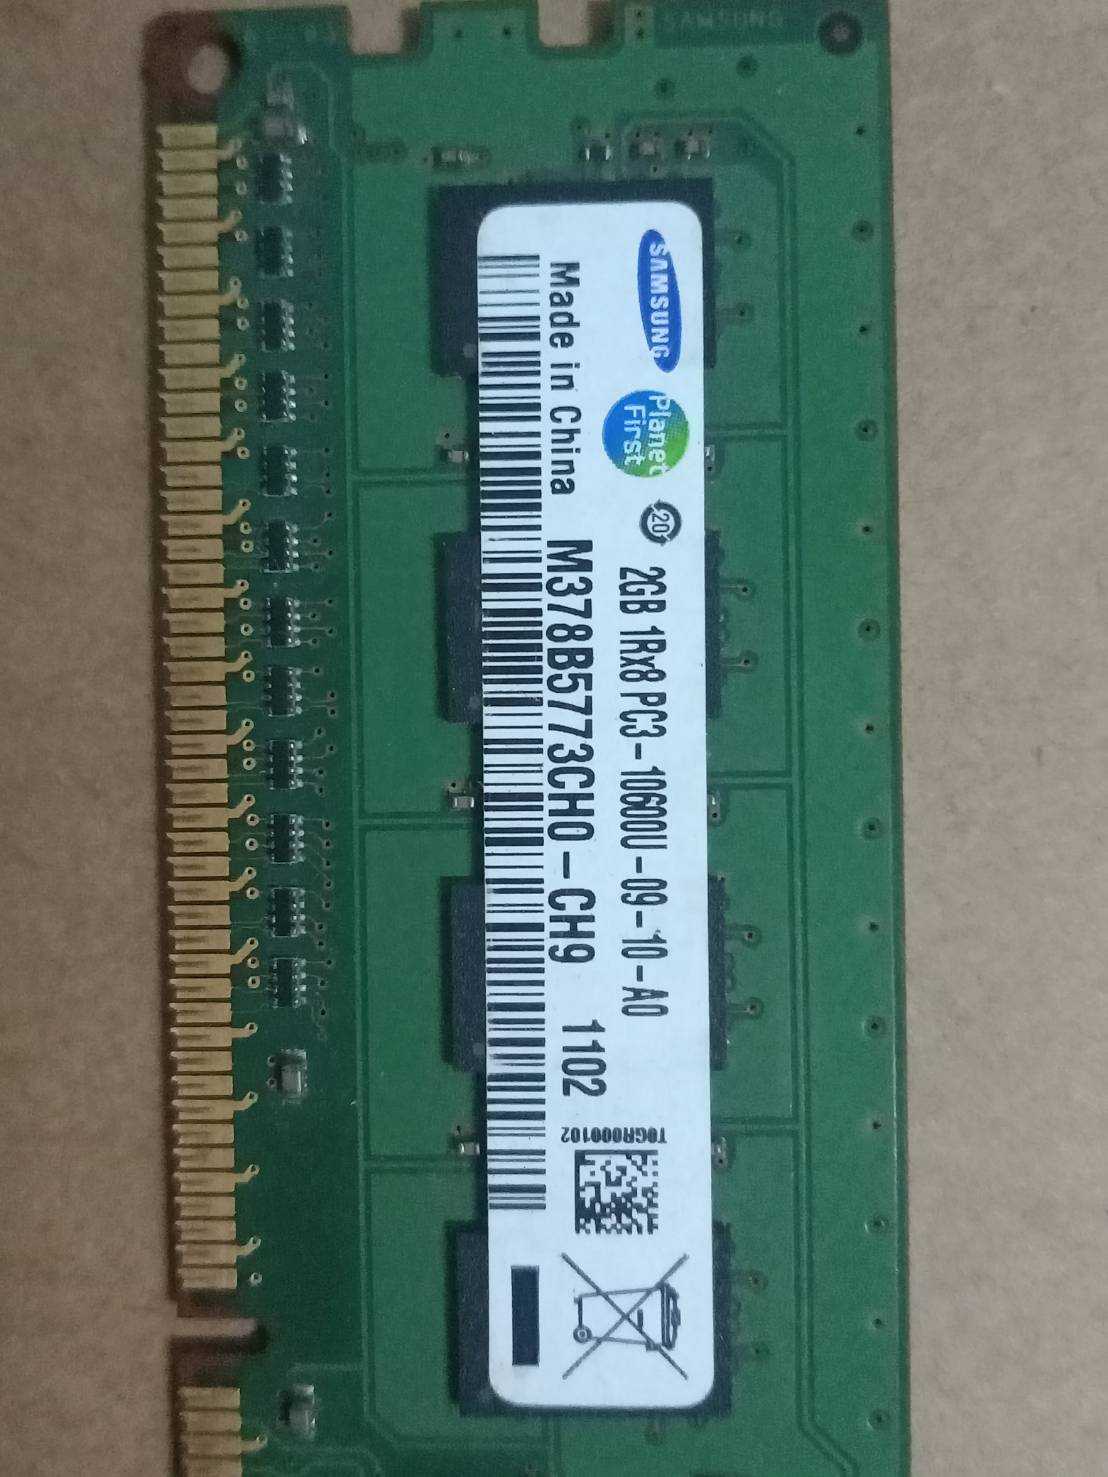 SAMSUNG
SAMSUNG
Planet
First
20
2GB 1Rx8 PC3-10600U-09-10-A0
Made in China
M378B5773CH0-CH9
1102
T0GR000102